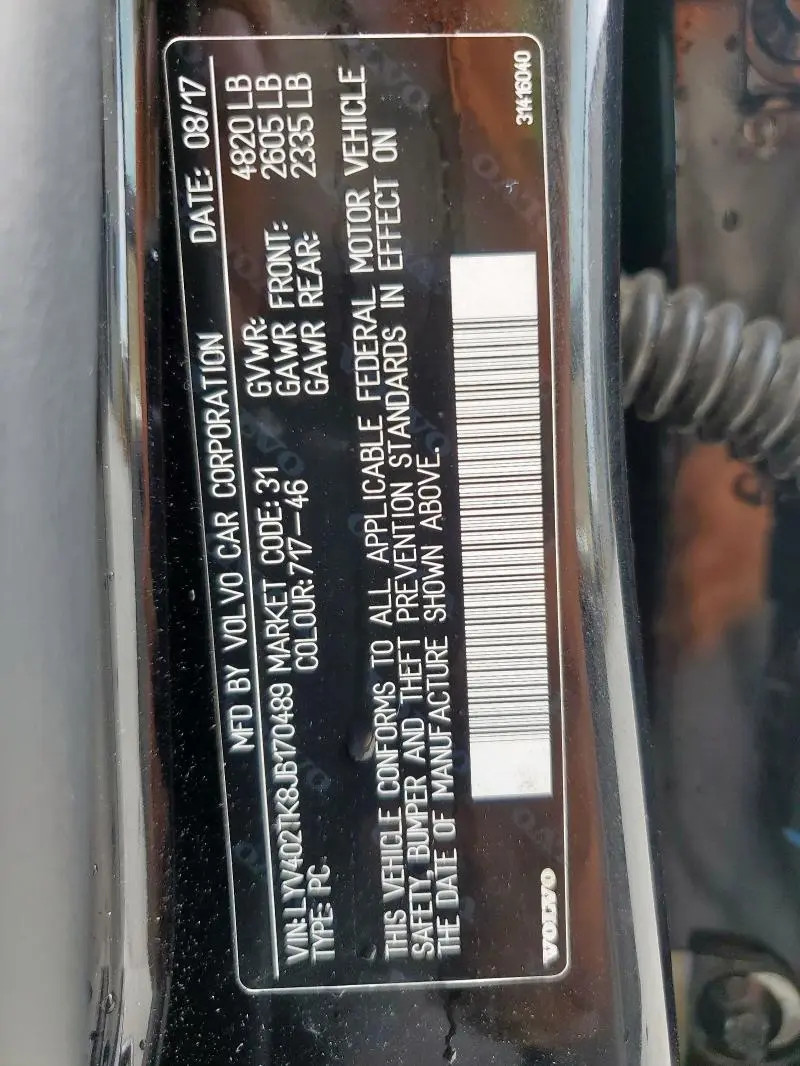 MFD BY VOLVO CAR CORPORATION DATE: 08/17
VIN: LYV402TK8JB170489 MARKET CODE: 31 GVWR: 4820 LB
TYPE: PC COLOUR: 717-46 GAWR FRONT: 2605 LB
GAWR REAR: 2335 LB
THIS VEHICLE CONFORMS TO ALL APPLICABLE FEDERAL MOTOR VEHICLE
SAFETY, BUMPER AND THEFT PREVENTION STANDARDS IN EFFECT ON
THE DATE OF MANUFACTURE SHOWN ABOVE.
VOLVO 31416040